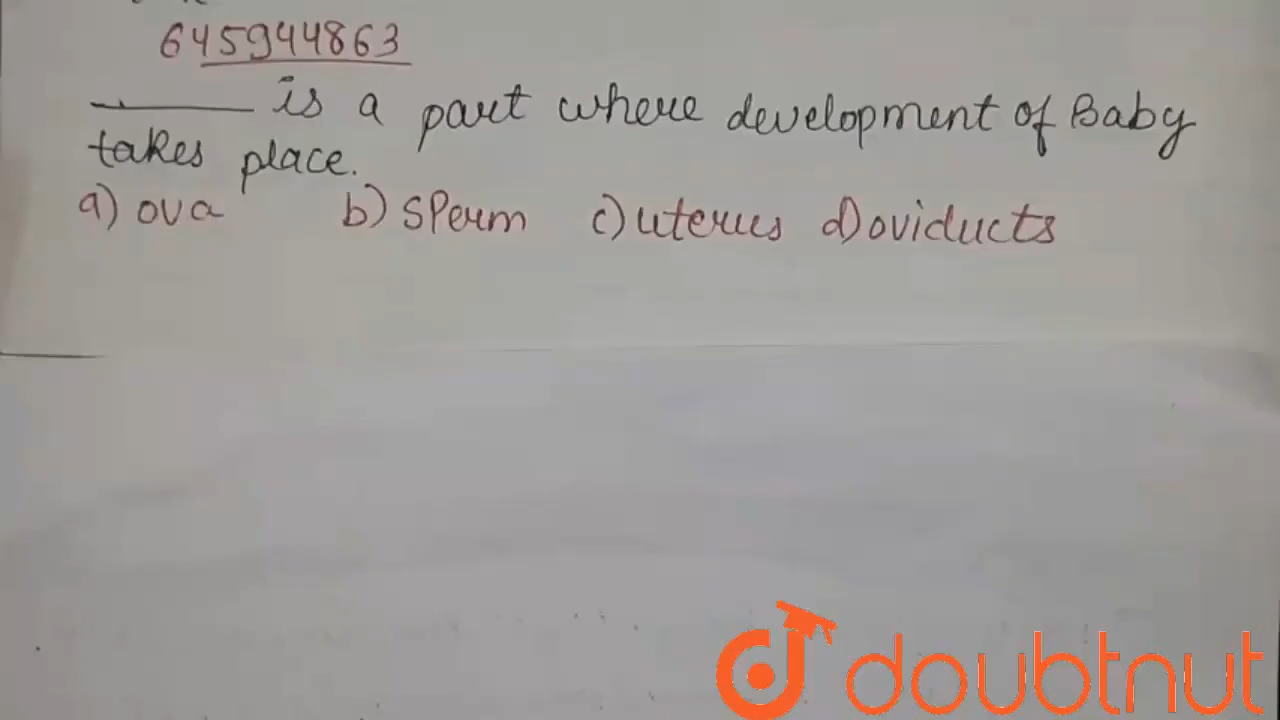 645944863
______ is a part where development of Baby
takes place.
a) ova b) sperm c) uterus d) oviducts
doubtnut